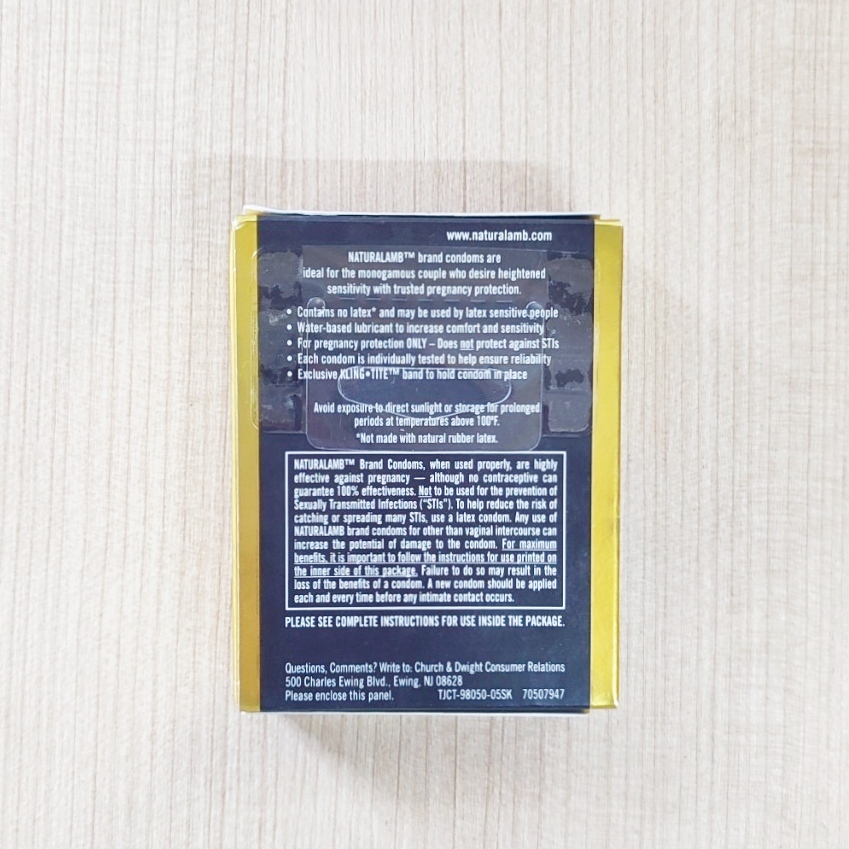 www.naturalamb.com
NATURALAMB™ brand condoms are
ideal for the monogamous couple who desire heightened
sensitivity with trusted pregnancy protection.
• Contains no latex* and may be used by latex sensitive people
• Water-based lubricant to increase comfort and sensitivity
• For pregnancy protection ONLY – Does not protect against STIs
• Each condom is individually tested to help ensure reliability
• Exclusive KLING•TITE™ band to hold condom in place
Avoid exposure to direct sunlight or storage for prolonged
periods at temperatures above 100°F.
*Not made with natural rubber latex.
NATURALAMB™ Brand Condoms, when used properly, are highly
effective against pregnancy — although no contraceptive can
guarantee 100% effectiveness. Not to be used for the prevention of
Sexually Transmitted Infections ("STIs"). To help reduce the risk of
catching or spreading many STIs, use a latex condom. Any use of
NATURALAMB brand condoms for other than vaginal intercourse can
increase the potential of damage to the condom. For maximum
benefits, it is important to follow the instructions for use printed on
the inner side of this package. Failure to do so may result in the
loss of the benefits of a condom. A new condom should be applied
each and every time before any intimate contact occurs.
PLEASE SEE COMPLETE INSTRUCTIONS FOR USE INSIDE THE PACKAGE.
Questions, Comments? Write to: Church & Dwight Consumer Relations
500 Charles Ewing Blvd., Ewing, NJ 08628
Please enclose this panel. TJCT-98050-05SK 70507947